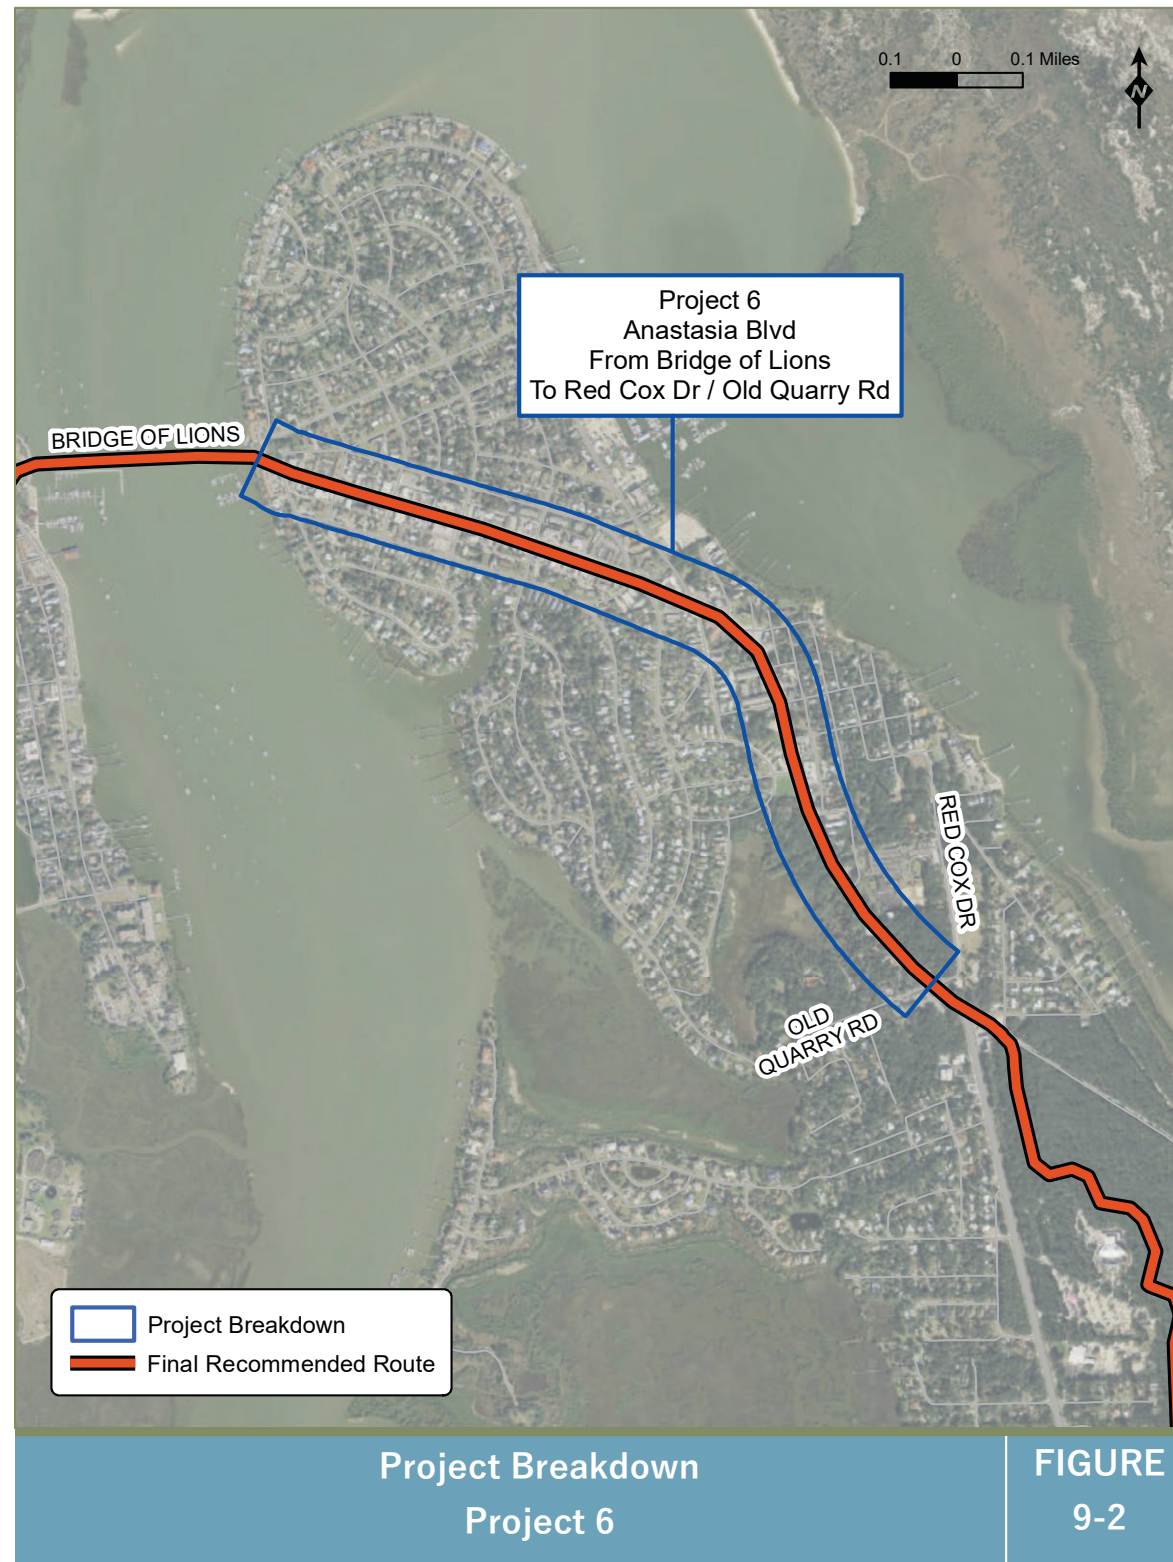 0.1 0 0.1 Miles
N
Project 6
Anastasia Blvd
From Bridge of Lions
To Red Cox Dr / Old Quarry Rd
BRIDGE OF LIONS
RED COX DR
OLD
QUARRY RD
Project Breakdown
Final Recommended Route
Project Breakdown
Project 6
FIGURE
9-2